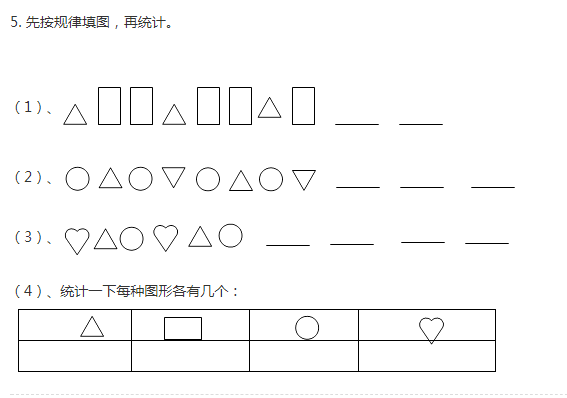 5. 先按规律填图，再统计。
（1）、
（2）、
（3）、
（4）、统计一下每种图形各有几个：